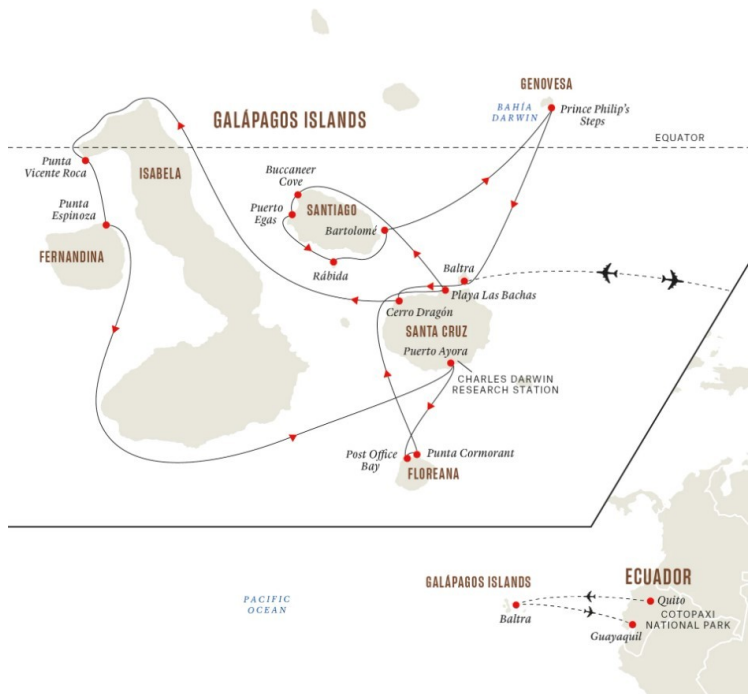 GENOVESA
BAHÍA
DARWIN
Prince Philip's
Steps
GALÁPAGOS ISLANDS
EQUATOR
Punta
Vicente Roca
ISABELA
Buccaneer
Cove
Punta
Espinoza
Puerto
Egas
SANTIAGO
Bartolomé
FERNANDINA
Rábida
Baltra
Playa Las Bachas
Cerro Dragón
SANTA CRUZ
Puerto Ayora
CHARLES DARWIN
RESEARCH STATION
Post Office
Bay
Punta Cormorant
FLOREANA
GALÁPAGOS ISLANDS
ECUADOR
PACIFIC
OCEAN
Baltra
Quito
COTOPAXI
NATIONAL PARK
Guayaquil